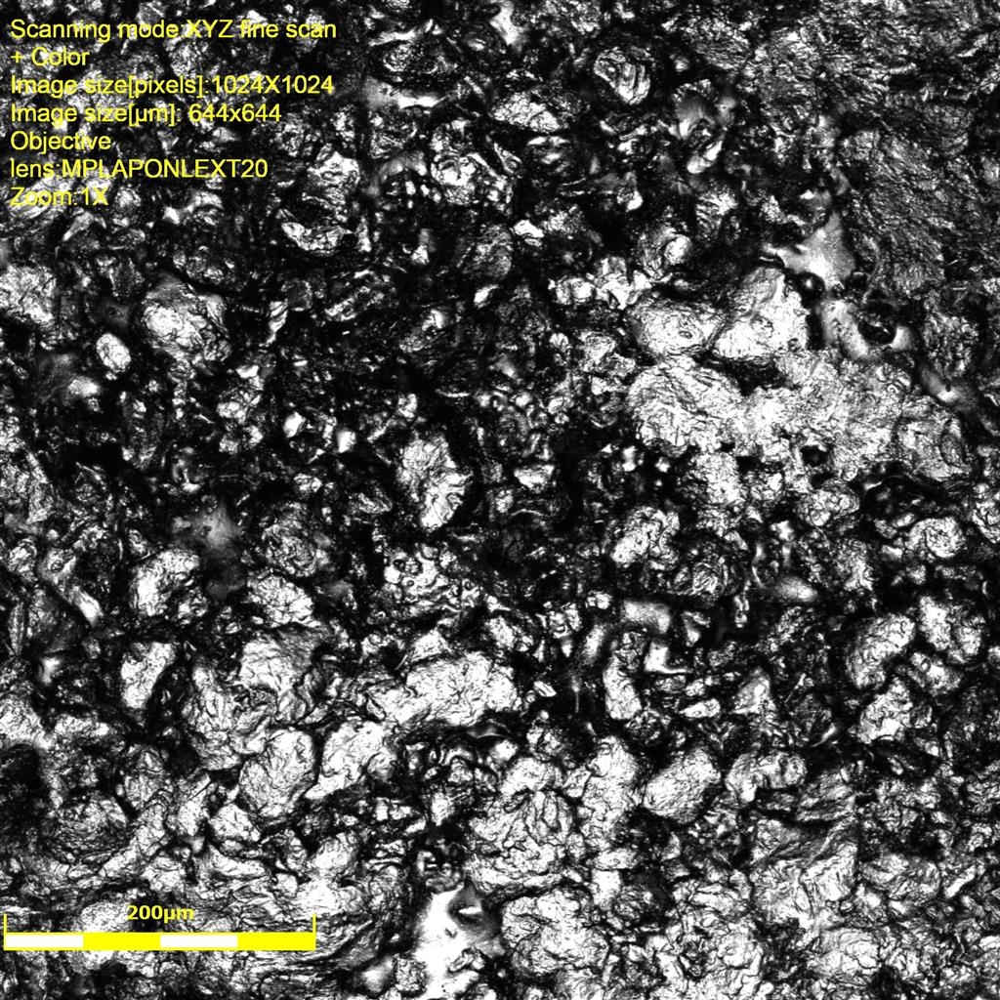 Scanning mode:XYZ fine scan
+ Color
Image size[pixels]:1024X1024
Image size[µm]: 644x644
Objective
lens:MPLAPONLEXT20
Zoom:1X
200µm